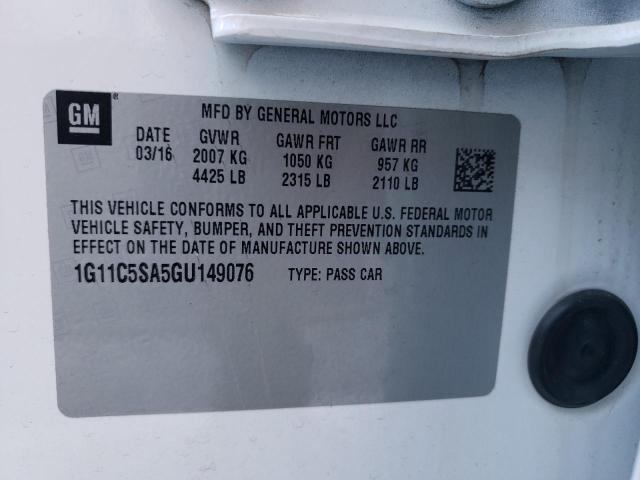 GM
MFD BY GENERAL MOTORS LLC
DATE GVWR GAWR FRT GAWR RR
03/16 2007 KG 1050 KG 957 KG
4425 LB 2315 LB 2110 LB
THIS VEHICLE CONFORMS TO ALL APPLICABLE U.S. FEDERAL MOTOR
VEHICLE SAFETY, BUMPER, AND THEFT PREVENTION STANDARDS IN
EFFECT ON THE DATE OF MANUFACTURE SHOWN ABOVE.
1G11C5SA5GU149076 TYPE: PASS CAR